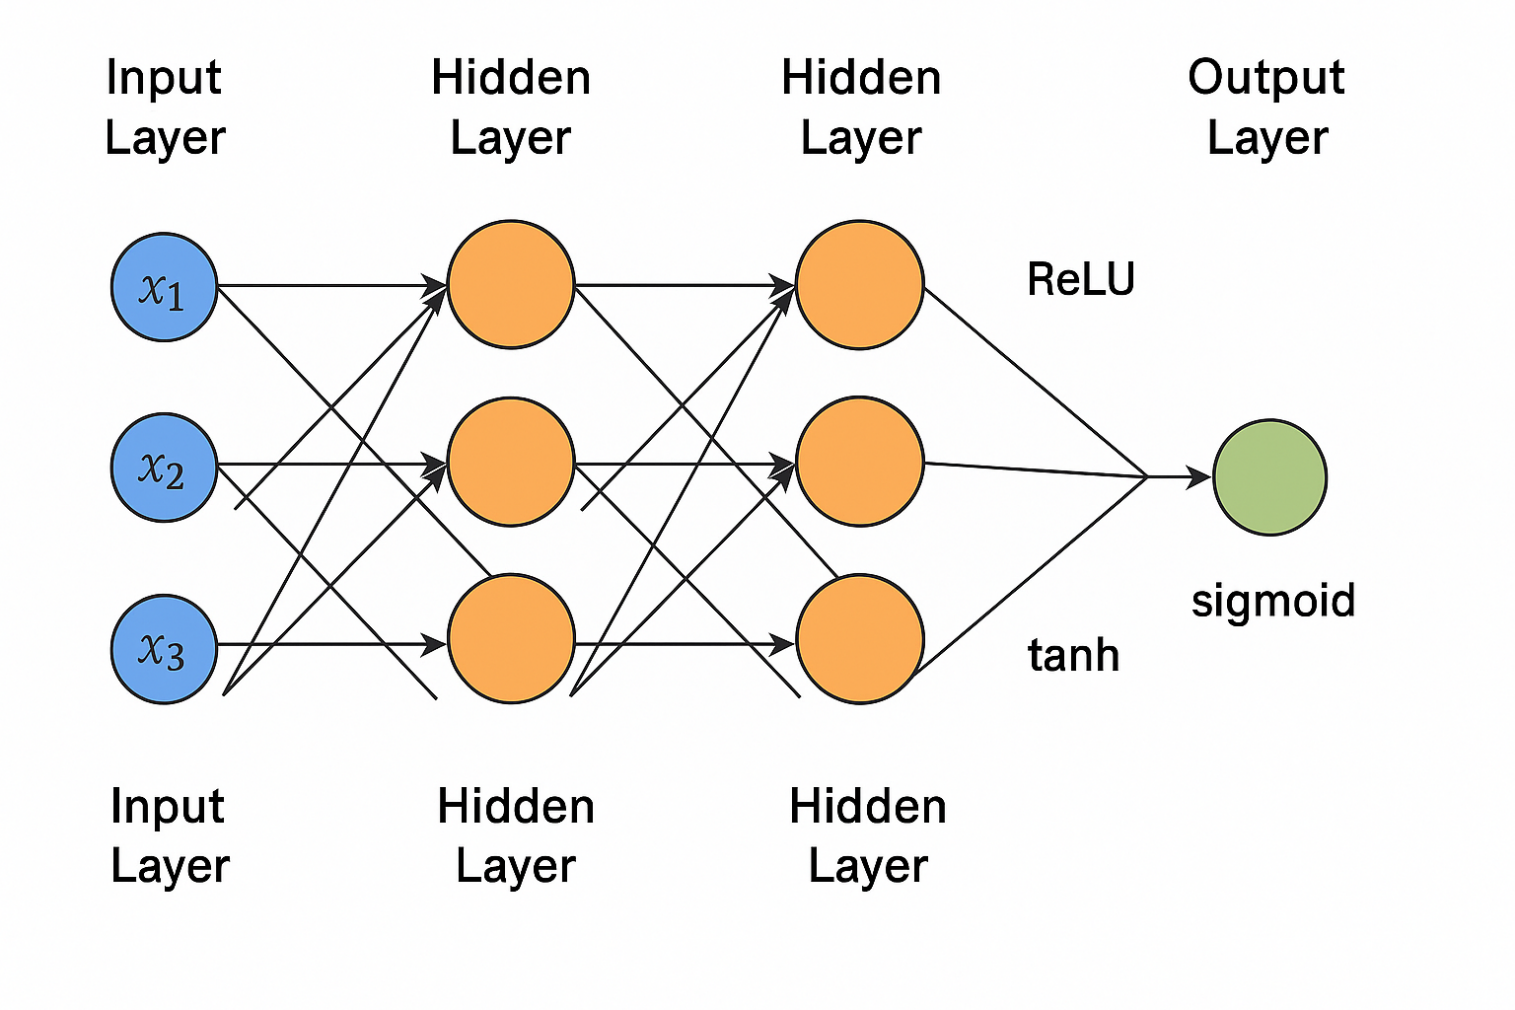 Input
Layer
Hidden
Layer
Hidden
Layer
Output
Layer
x₁
x₂
x₃
ReLU
tanh
sigmoid
Input
Layer
Hidden
Layer
Hidden
Layer